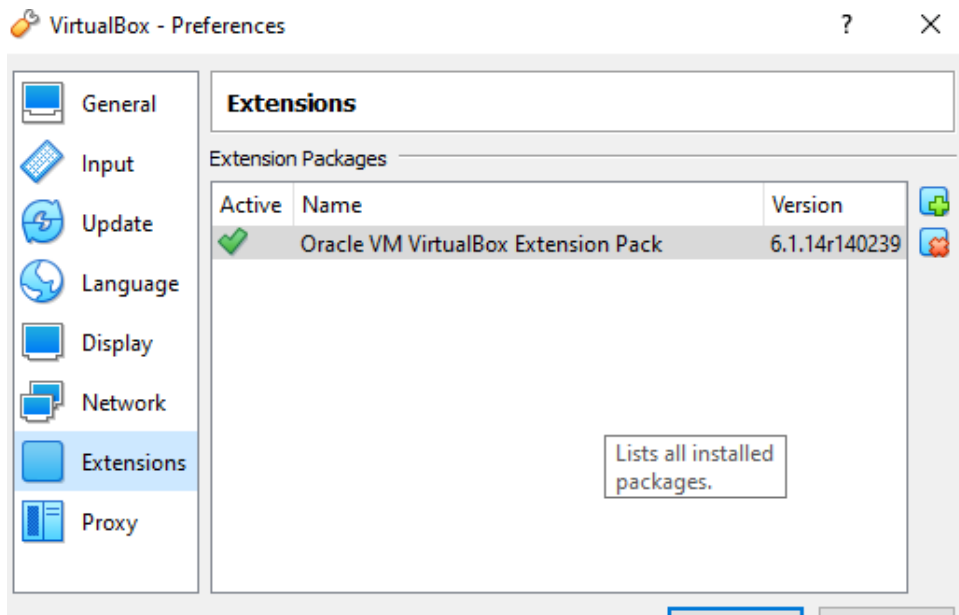 VirtualBox - Preferences ?
General
Input
Update
Language
Display
Network
Extensions
Proxy
Extensions
Extension Packages
Active Name Version
Oracle VM VirtualBox Extension Pack 6.1.14r140239
Lists all installed
packages.